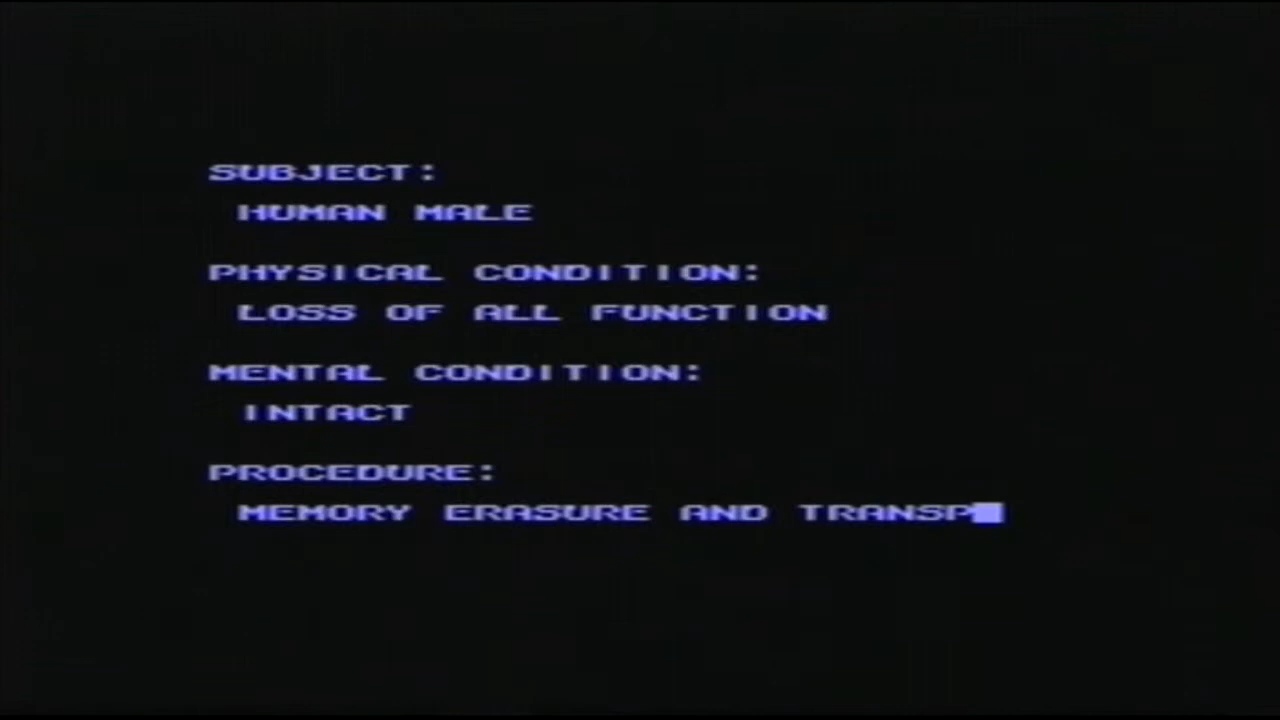 SUBJECT:
HUMAN MALE
PHYSICAL CONDITION:
LOSS OF ALL FUNCTION
MENTAL CONDITION:
INTACT
PROCEDURE:
MEMORY ERASURE AND TRANSP